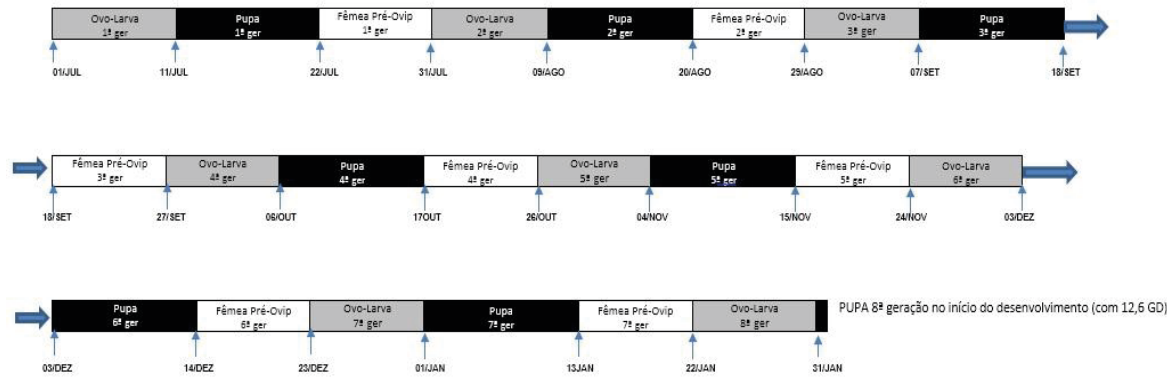 Ovo-Larva
1ª ger
Pupa
1ª ger
Fêmea Pré-Ovip
1ª ger
Ovo-Larva
2ª ger
Pupa
2ª ger
Fêmea Pré-Ovip
2ª ger
Ovo-Larva
3ª ger
Pupa
3ª ger
01/JUL
11/JUL
22/JUL
31/JUL
09/AGO
20/AGO
29/AGO
07/SET
18/SET
Fêmea Pré-Ovip
3ª ger
Ovo-Larva
4ª ger
Pupa
4ª ger
Fêmea Pré-Ovip
4ª ger
Ovo-Larva
5ª ger
Pupa
5ª ger
Fêmea Pré-Ovip
5ª ger
Ovo-Larva
6ª ger
18/SET
27/SET
06/OUT
17OUT
26/OUT
04/NOV
15/NOV
24/NOV
03/DEZ
Pupa
6ª ger
Fêmea Pré-Ovip
6ª ger
Ovo-Larva
7ª ger
Pupa
7ª ger
Fêmea Pré-Ovip
7ª ger
Ovo-Larva
8ª ger
PUPA 8ª geração no início do desenvolvimento (com 12,6 GD)
03/DEZ
14/DEZ
23/DEZ
01/JAN
13JAN
22/JAN
31/JAN